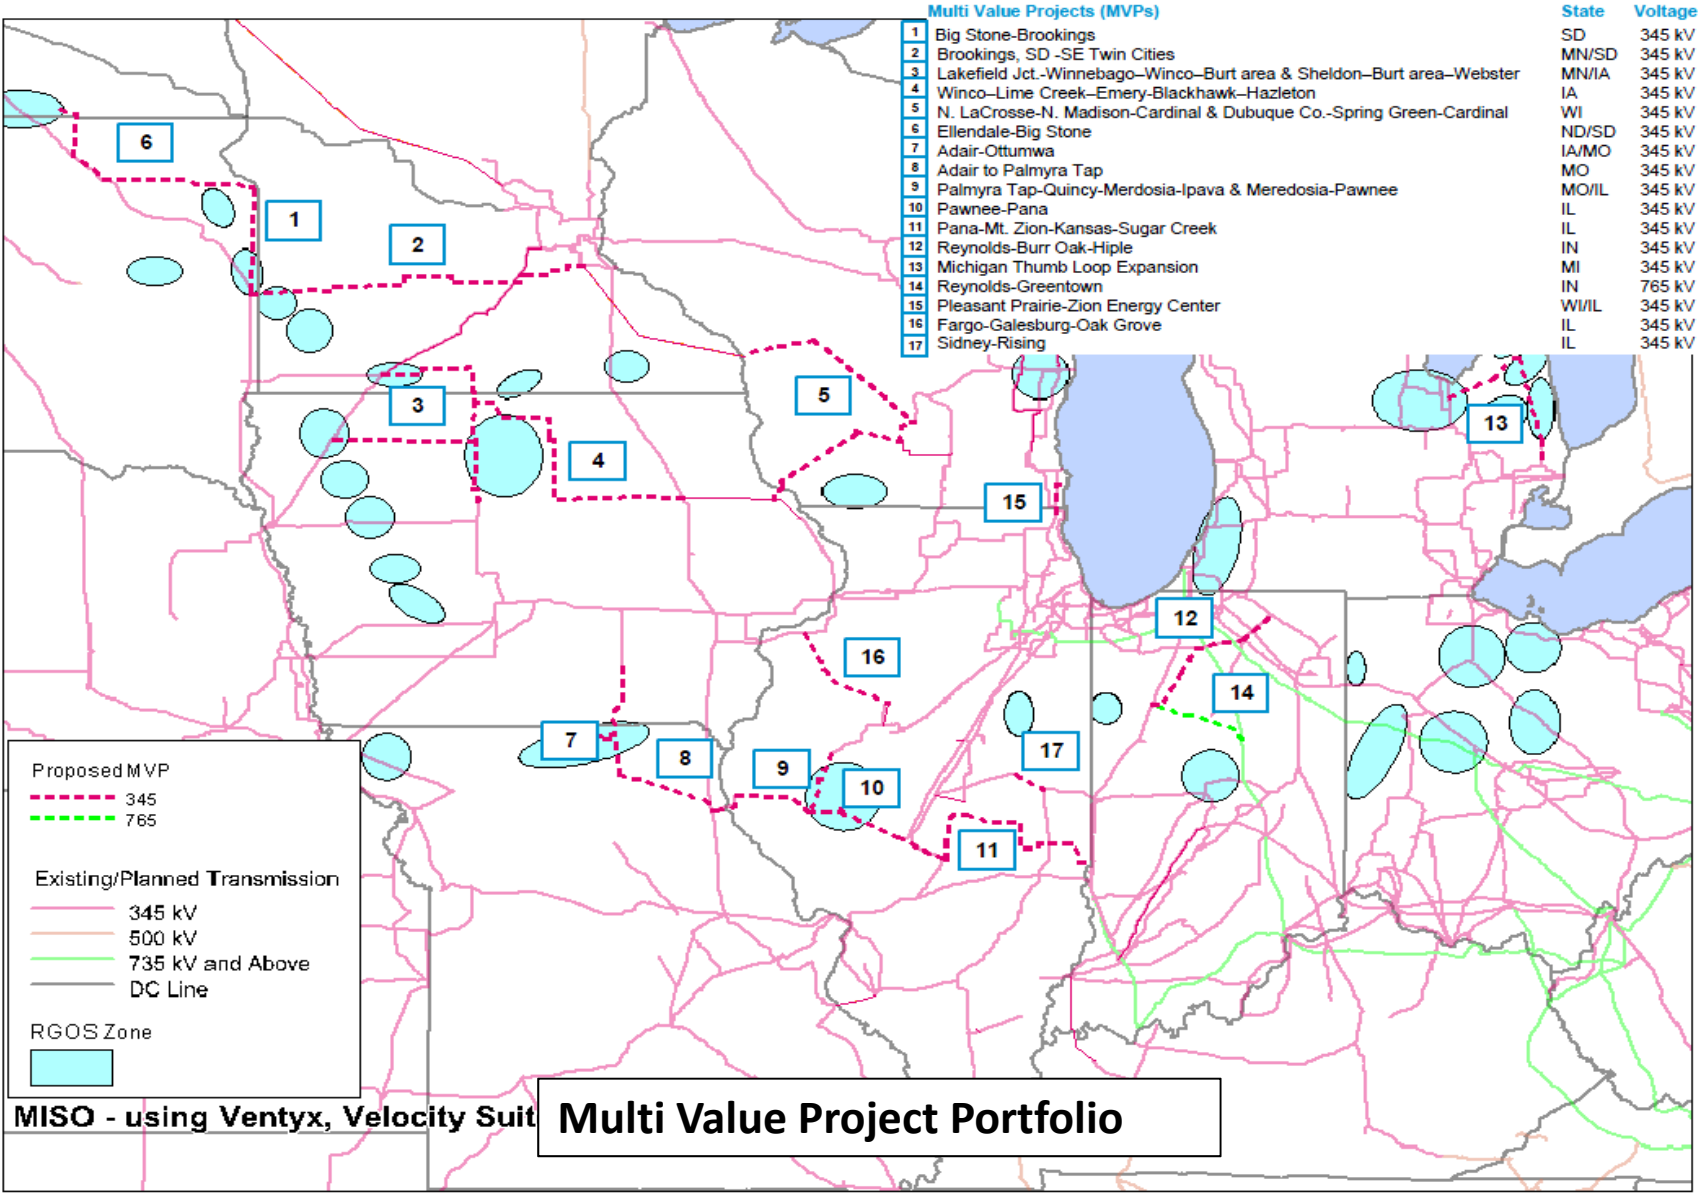 Multi Value Projects (MVPs) State Voltage
1 Big Stone-Brookings SD 345 kV
2 Brookings, SD -SE Twin Cities MN/SD 345 kV
3 Lakefield Jct.-Winnebago–Winco–Burt area & Sheldon–Burt area–Webster MN/IA 345 kV
4 Winco–Lime Creek–Emery-Blackhawk–Hazleton IA 345 kV
5 N. LaCrosse-N. Madison-Cardinal & Dubuque Co.-Spring Green-Cardinal WI 345 kV
6 Ellendale-Big Stone ND/SD 345 kV
7 Adair-Ottumwa IA/MO 345 kV
8 Adair to Palmyra Tap MO 345 kV
9 Palmyra Tap-Quincy-Merdosia-Ipava & Meredosia-Pawnee MO/IL 345 kV
10 Pawnee-Pana IL 345 kV
11 Pana-Mt. Zion-Kansas-Sugar Creek IL 345 kV
12 Reynolds-Burr Oak-Hiple IN 345 kV
13 Michigan Thumb Loop Expansion MI 345 kV
14 Reynolds-Greentown IN 765 kV
15 Pleasant Prairie-Zion Energy Center WI/IL 345 kV
16 Fargo-Galesburg-Oak Grove IL 345 kV
17 Sidney-Rising IL 345 kV
6
1
2
5
3
13
4
15
12
16
14
7
17
8
9
10
11
Proposed MVP
345
765
Existing/Planned Transmission
345 kV
500 kV
735 kV and Above
DC Line
RGOS Zone
MISO - using Ventyx, Velocity Suit
Multi Value Project Portfolio